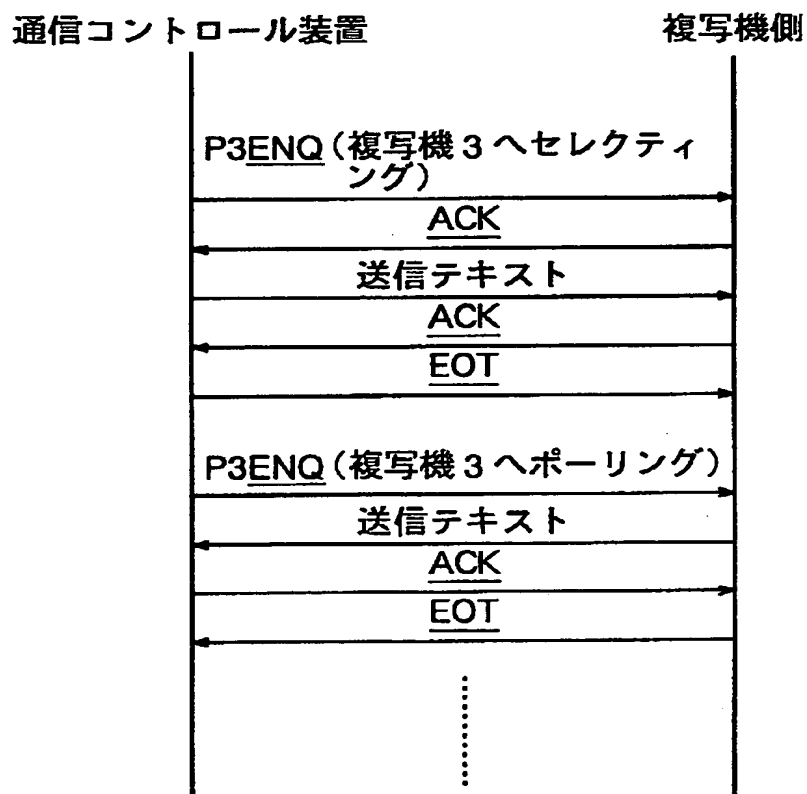 通信コントロール装置
複写機側
P3ENQ(複写機3へセレクティ
ング)
ACK
送信テキスト
ACK
EOT
P3ENQ(複写機3へポーリング)
送信テキスト
ACK
EOT